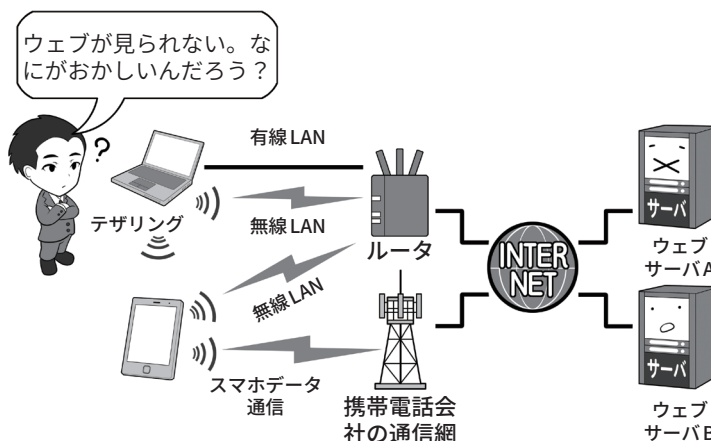 ウェブが見られない。な
にがおかしいんだろう？
?
有線LAN
テザリング
無線LAN
ルータ
無線LAN
スマホデータ
通信
携帯電話会
社の通信網
INTER
NET
サーバ
ウェブ
サーバA
サーバ
ウェブ
サーバB